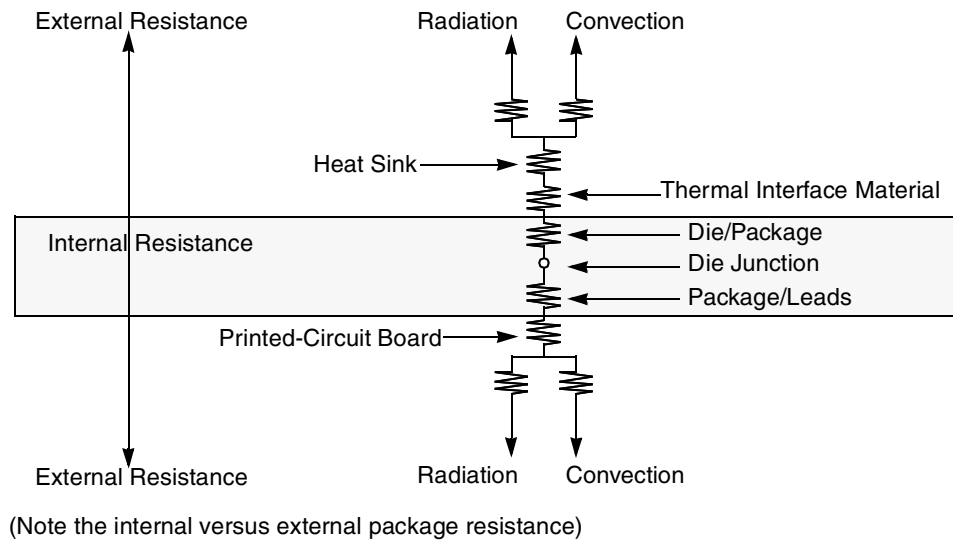 External Resistance
Radiation
Convection
Heat Sink
Thermal Interface Material
Internal Resistance
Die/Package
Die Junction
Package/Leads
Printed-Circuit Board
External Resistance
Radiation
Convection
(Note the internal versus external package resistance)